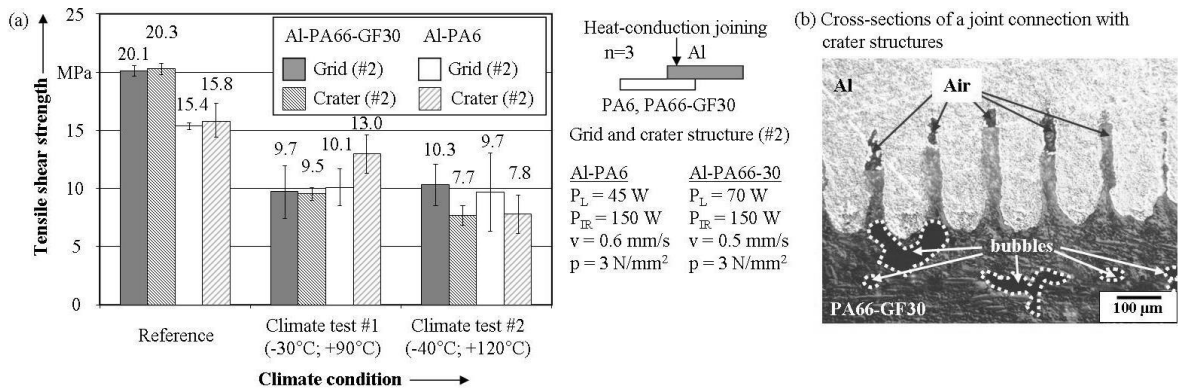 (a)
Tensile shear strength
25
MPa
15
10
5
0
Al-PA66-GF30 Al-PA6
Grid (#2) Grid (#2)
Crater (#2) Crater (#2)
20.1
20.3
15.4
15.8
9.7
9.5
10.1
13.0
10.3
7.7
9.7
7.8
Reference
Climate test #1
(-30°C; +90°C)
Climate test #2
(-40°C; +120°C)
Climate condition
Heat-conduction joining
n=3 Al
PA6, PA66-GF30
Grid and crater structure (#2)
Al-PA6
P_L = 45 W
P_IR = 150 W
v = 0.6 mm/s
p = 3 N/mm²
Al-PA66-30
P_L = 70 W
P_IR = 150 W
v = 0.5 mm/s
p = 3 N/mm²
(b) Cross-sections of a joint connection with
crater structures
Al
Air
bubbles
PA66-GF30
100 µm